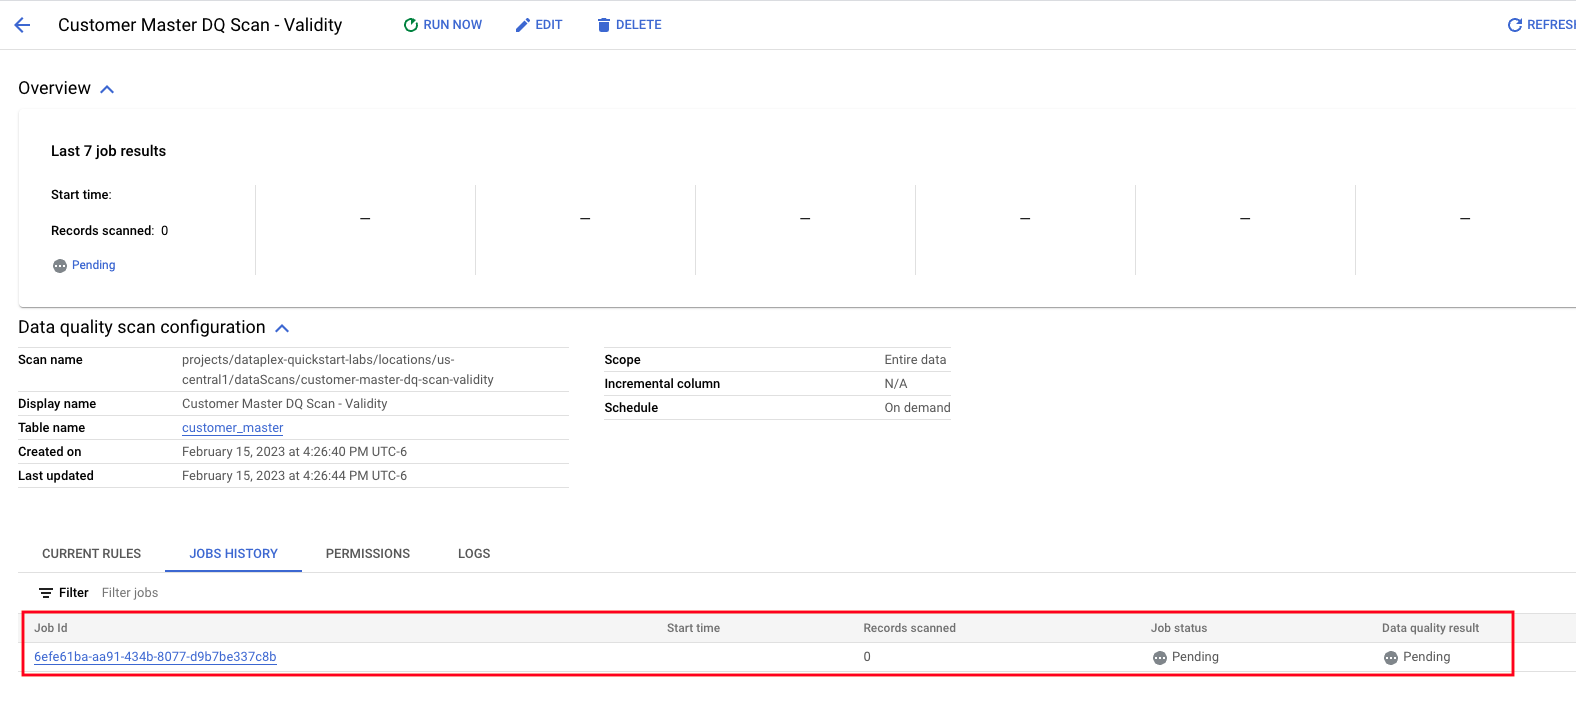 Customer Master DQ Scan - Validity
RUN NOW
EDIT
DELETE
Overview
Last 7 job results
Start time:
Records scanned: 0
Pending
—
—
—
—
—
—
Data quality scan configuration
Scan name
projects/dataplex-quickstart-labs/locations/us-
central1/dataScans/customer-master-dq-scan-validity
Display name
Customer Master DQ Scan - Validity
Table name
customer_master
Created on
February 15, 2023 at 4:26:40 PM UTC-6
Last updated
February 15, 2023 at 4:26:44 PM UTC-6
Scope
Entire data
Incremental column
N/A
Schedule
On demand
CURRENT RULES
JOBS HISTORY
PERMISSIONS
LOGS
Filter Filter jobs
Job Id
Start time
Records scanned
Job status
Data quality result
6efe61ba-aa91-434b-8077-d9b7be337c8b
0
Pending
Pending